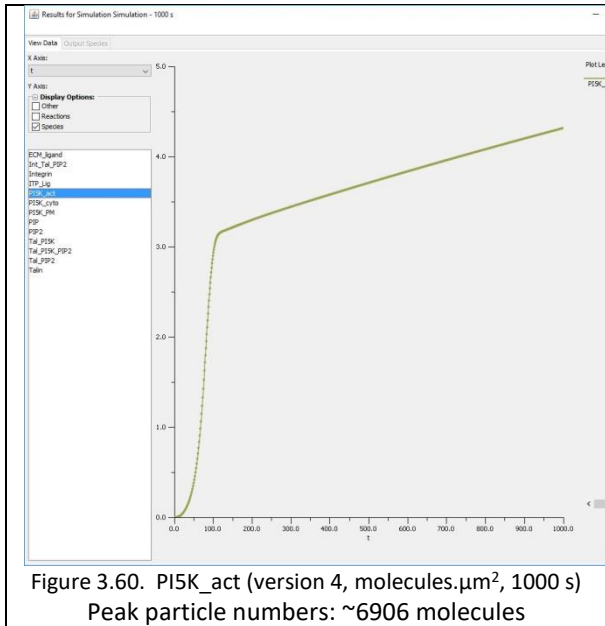 Results for Simulation Simulation - 1000 s
View Data Output Species
X Axis:
t
Y Axis:
Display Options:
Other
Reactions
Species
ECM_ligand
Int_Tal_PIP2
Integrin
ITP_Lig
PI5K_act
PI5K_cyto
PI5K_PM
PIP
PIP2
Tal_PI5K
Tal_PI5K_PIP2
Tal_PIP2
Talin
5.0
4.0
3.0
2.0
1.0
0.0
0.0 100.0 200.0 300.0 400.0 500.0 600.0 700.0 800.0 900.0 1000.0
t
Plot Le
PI5K_
Figure 3.60. PI5K_act (version 4, molecules.µm², 1000 s)
Peak particle numbers: ~6906 molecules